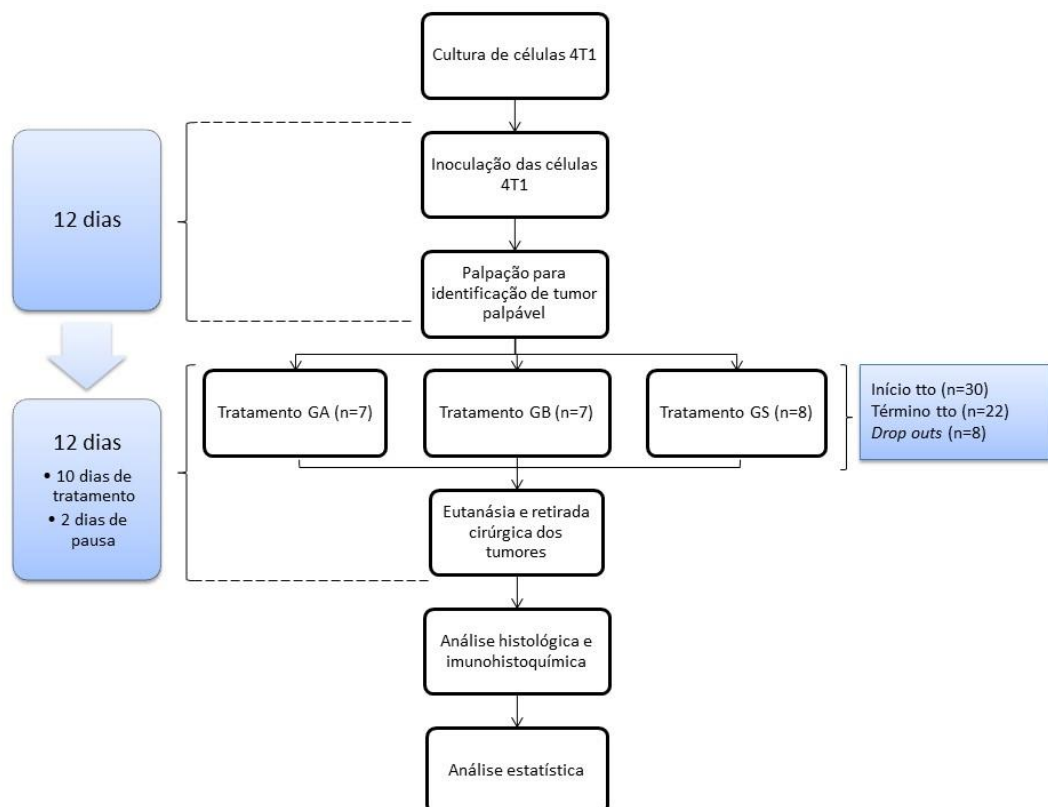 Cultura de células 4T1
Inoculação das células
4T1
12 dias
Palpação para
identificação de tumor
palpável
Tratamento GA (n=7)
Tratamento GB (n=7)
Tratamento GS (n=8)
Início tto (n=30)
Término tto (n=22)
Drop outs (n=8)
12 dias
• 10 dias de
tratamento
• 2 dias de
pausa
Eutanásia e retirada
cirúrgica dos
tumores
Análise histológica e
imunohistoquímica
Análise estatística